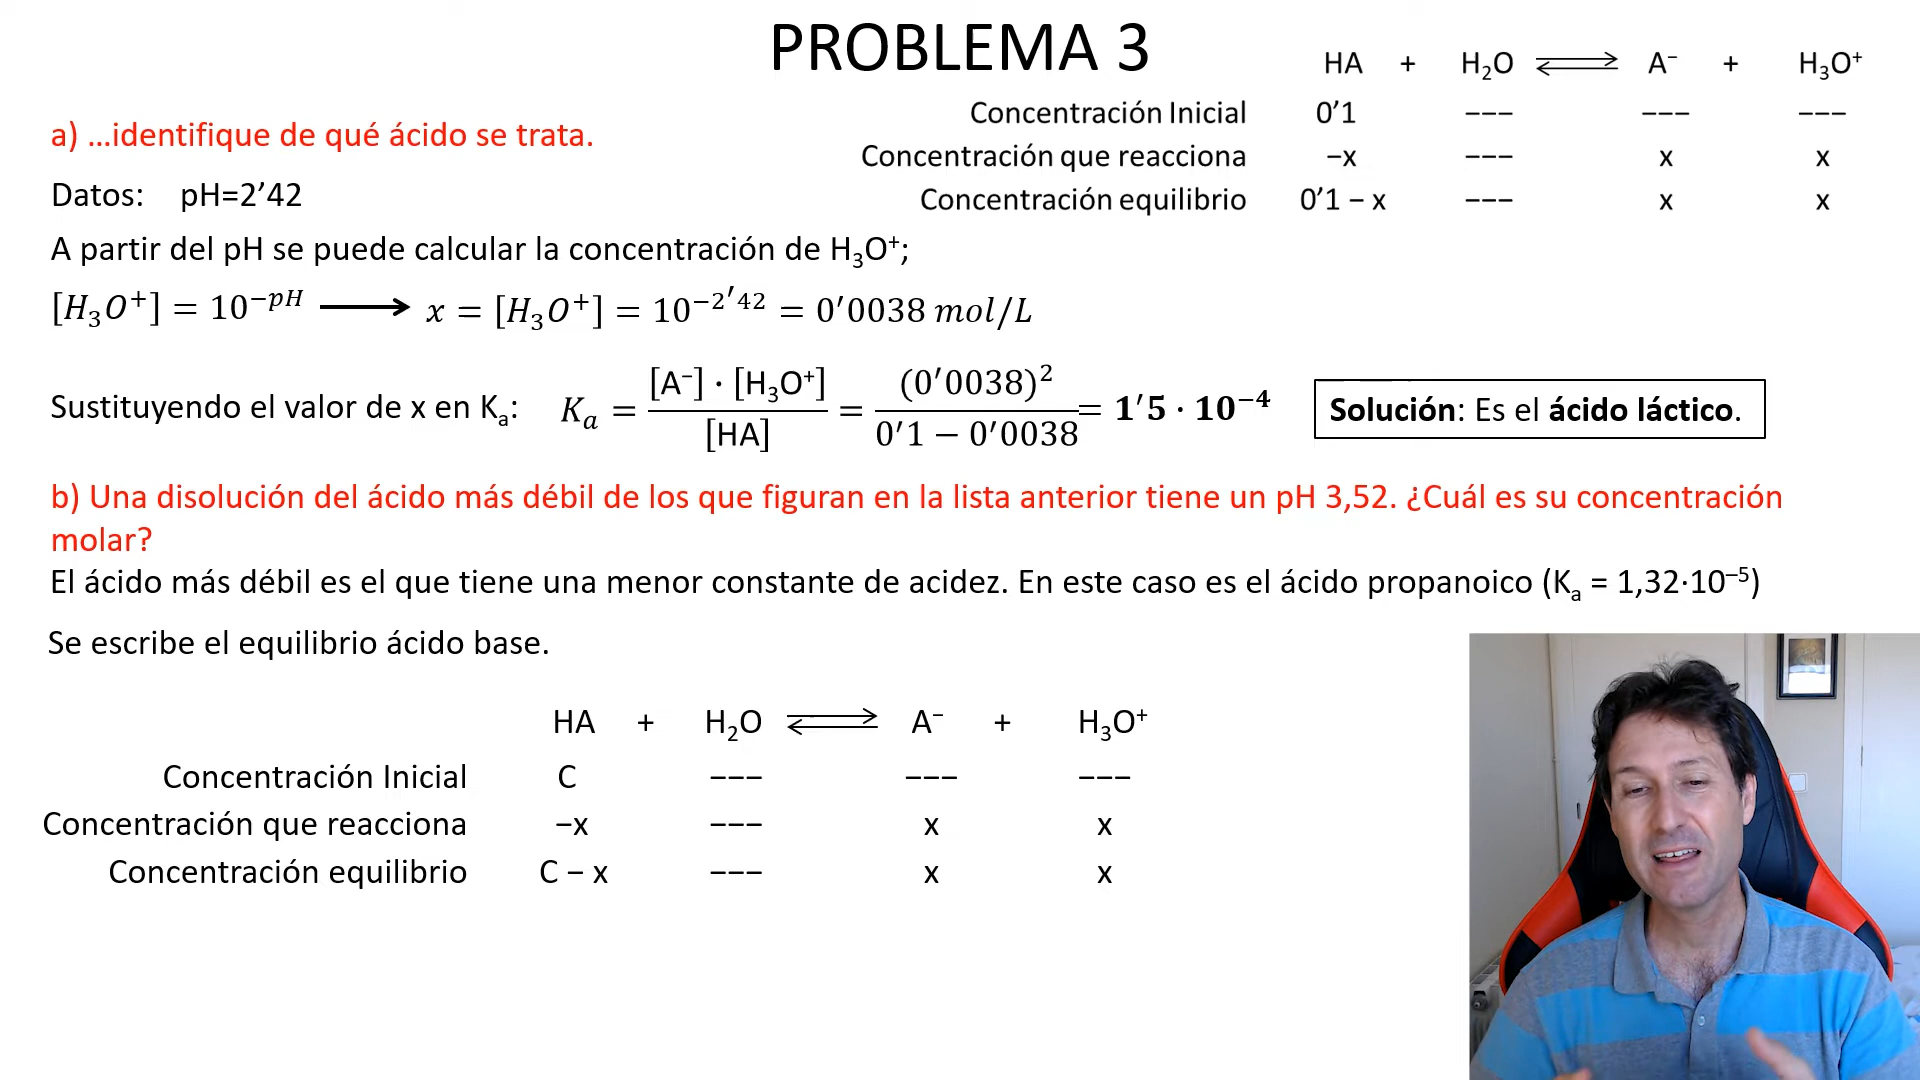 PROBLEMA 3
HA + H₂O ⇌ A⁻ + H₃O⁺
Concentración Inicial 0’1 --- --- ---
Concentración que reacciona −x --- x x
Concentración equilibrio 0’1 − x --- x x
a) …identifique de qué ácido se trata.
Datos: pH=2’42
A partir del pH se puede calcular la concentración de H₃O⁺;
[H₃O⁺] = 10^−pH ⟶ x = [H₃O⁺] = 10^−2′42 = 0′0038 mol/L
Sustituyendo el valor de x en Kₐ: Kₐ = [A⁻] · [H₃O⁺] / [HA] = (0′0038)² / 0′1 − 0′0038 = 1′5 · 10⁻⁴
Solución: Es el ácido láctico.
b) Una disolución del ácido más débil de los que figuran en la lista anterior tiene un pH 3,52. ¿Cuál es su concentración
molar?
El ácido más débil es el que tiene una menor constante de acidez. En este caso es el ácido propanoico (Kₐ = 1,32·10⁻⁵)
Se escribe el equilibrio ácido base.
HA + H₂O ⇌ A⁻ + H₃O⁺
Concentración Inicial C --- --- ---
Concentración que reacciona −x --- x x
Concentración equilibrio C − x --- x x